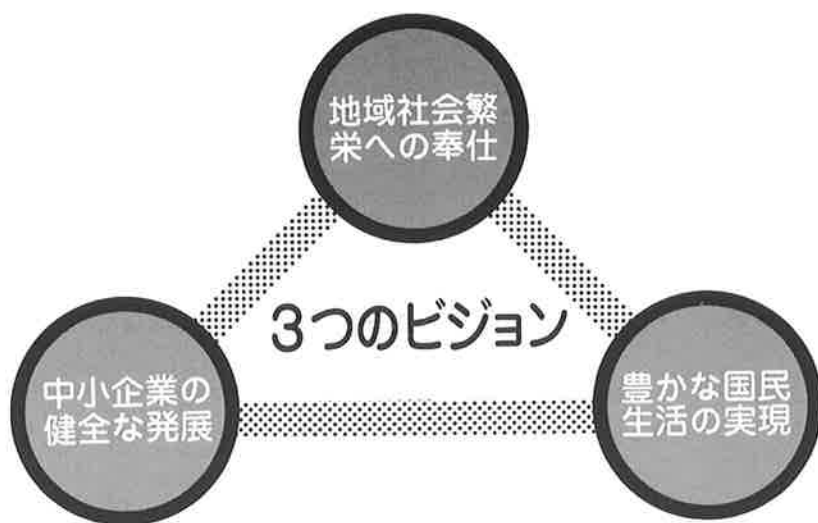 地域社会繁
栄への奉仕
3つのビジョン
中小企業の
健全な発展
豊かな国民
生活の実現